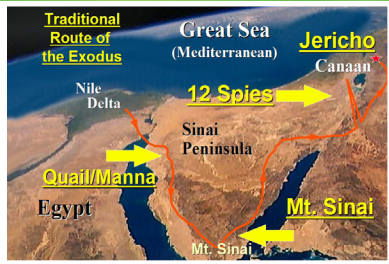 Traditional
Route of
the Exodus
Great Sea
(Mediterranean)
Jericho
Canaan
Nile
Delta
12 Spies
Sinai
Peninsula
Quail/Manna
Egypt
Mt. Sinai
Mt. Sinai